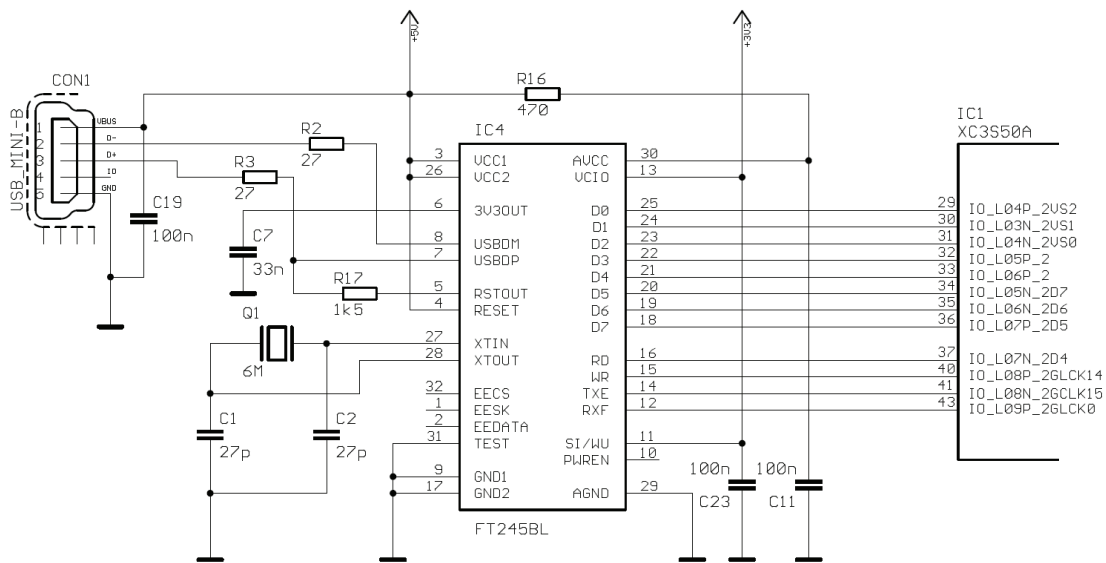 +5V
+3V3
CON1
USB_MINI-B
1 VBUS
2 D-
3 D+
4 ID
5 GND
C19
100n
R16
470
R2
27
R3
27
C7
33n
R17
1k5
Q1
6M
C1
27p
C2
27p
IC4
3 VCC1 AVCC 30
26 VCC2 VCIO 13
6 3V3OUT D0 25
D1 24
8 USBDM D2 23
7 USBDP D3 22
D4 21
5 RSTOUT D5 20
4 RESET D6 19
D7 18
27 XTIN
28 XTOUT RD 16
WR 15
32 EECS TXE 14
1 EESK RXF 12
2 EEDATA
31 TEST SI/WU 11
PWREN 10
9 GND1
17 GND2 AGND 29
FT245BL
100n
C23
100n
C11
IC1
XC3S50A
29 IO_L04P_2VS2
30 IO_L03N_2VS1
31 IO_L04N_2VS0
32 IO_L05P_2
33 IO_L06P_2
34 IO_L05N_2D7
35 IO_L06N_2D6
36 IO_L07P_2D5
37 IO_L07N_2D4
40 IO_L08P_2GLCK14
41 IO_L08N_2GCLK15
43 IO_L09P_2GLCK0